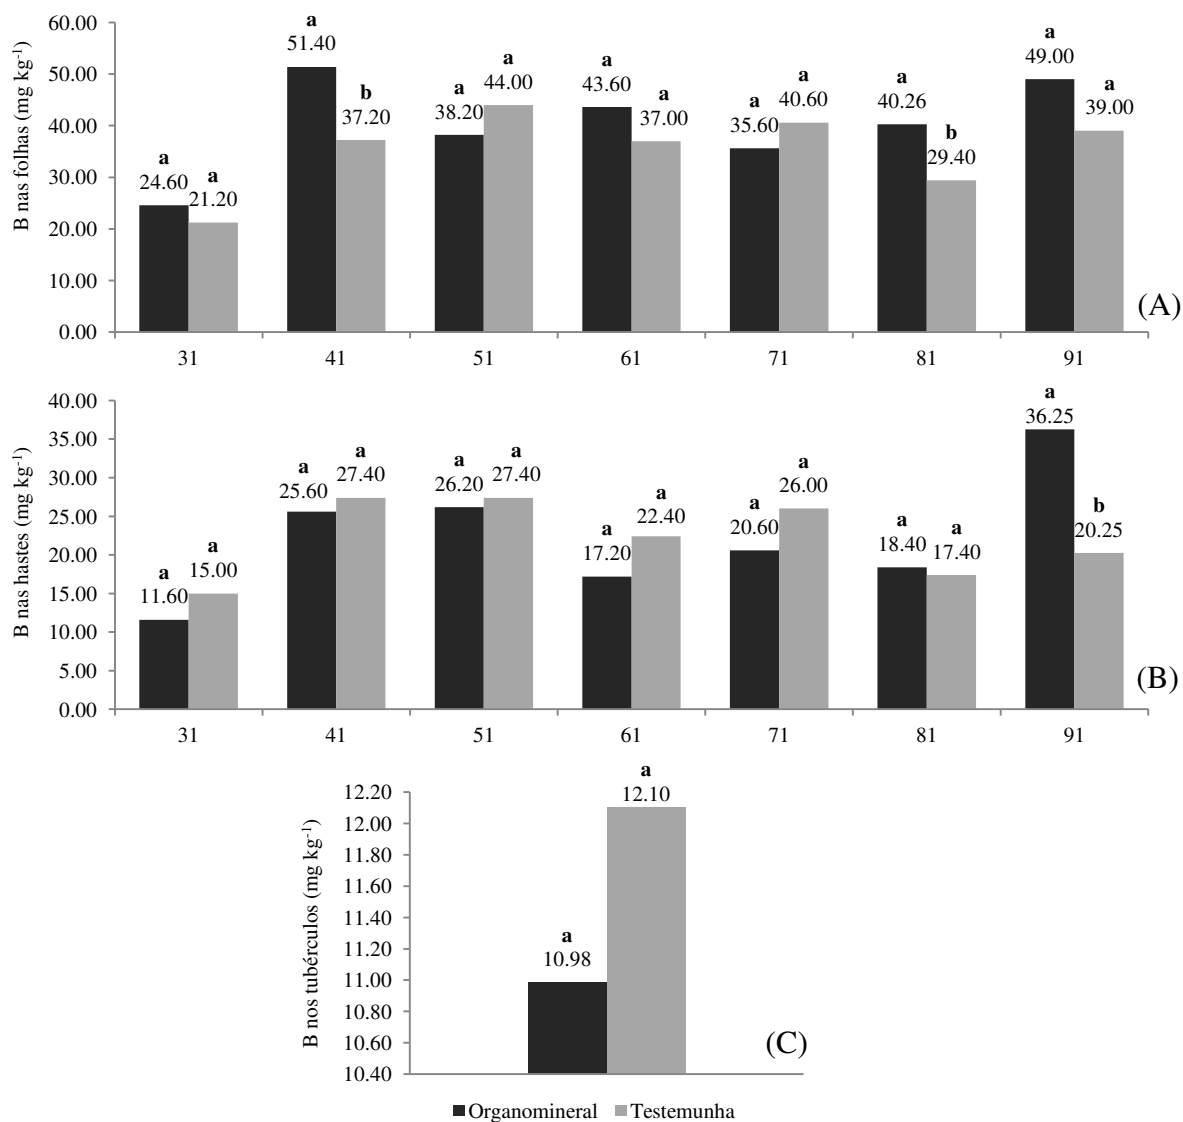 B nas folhas (mg kg⁻¹)
60.00
50.00
40.00
30.00
20.00
10.00
0.00
a
24.60
a
21.20
a
51.40
b
37.20
a
38.20
a
44.00
a
43.60
a
37.00
a
35.60
a
40.60
a
40.26
b
29.40
a
49.00
a
39.00
(A)
31 41 51 61 71 81 91
B nas hastes (mg kg⁻¹)
40.00
35.00
30.00
25.00
20.00
15.00
10.00
5.00
0.00
a
11.60
a
15.00
a
25.60
a
27.40
a
26.20
a
27.40
a
17.20
a
22.40
a
20.60
a
26.00
a
18.40
a
17.40
a
36.25
b
20.25
(B)
31 41 51 61 71 81 91
B nos tubérculos (mg kg⁻¹)
12.20
12.00
11.80
11.60
11.40
11.20
11.00
10.80
10.60
10.40
a
10.98
a
12.10
(C)
Organomineral Testemunha